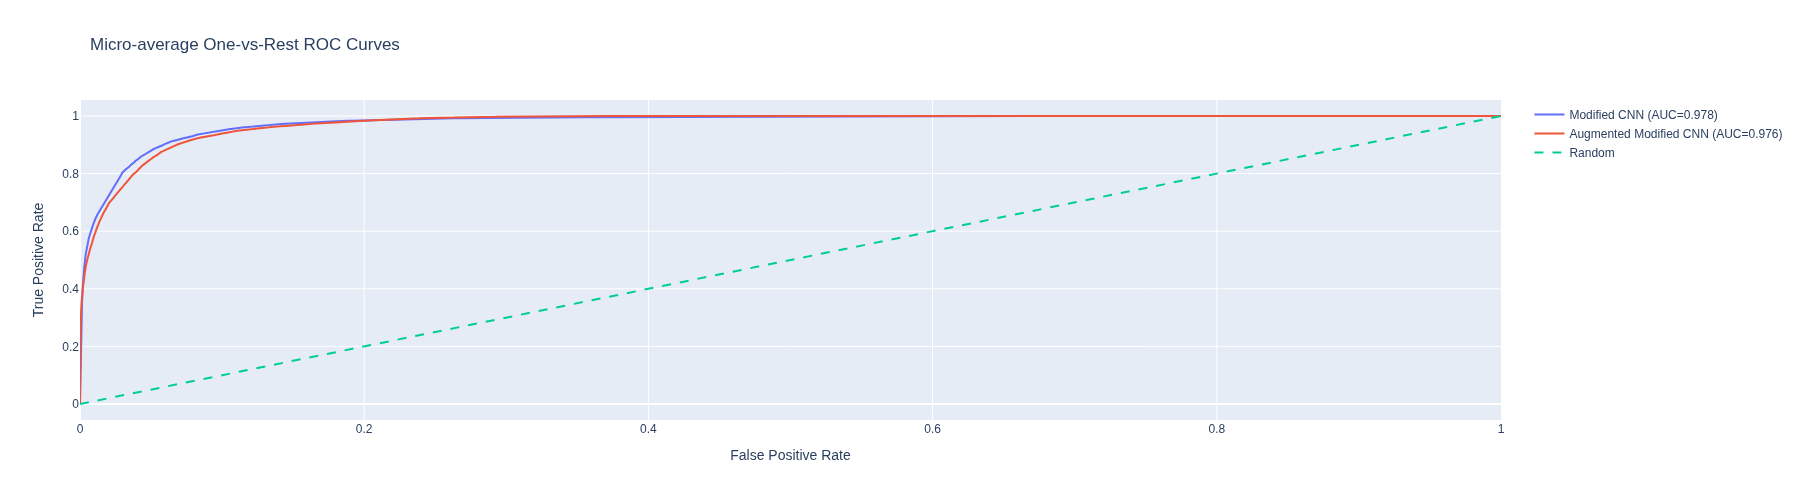 Micro-average One-vs-Rest ROC Curves
1
0.8
0.6
0.4
0.2
0
True Positive Rate
0 0.2 0.4 0.6 0.8 1
False Positive Rate
Modified CNN (AUC=0.978)
Augmented Modified CNN (AUC=0.976)
Random